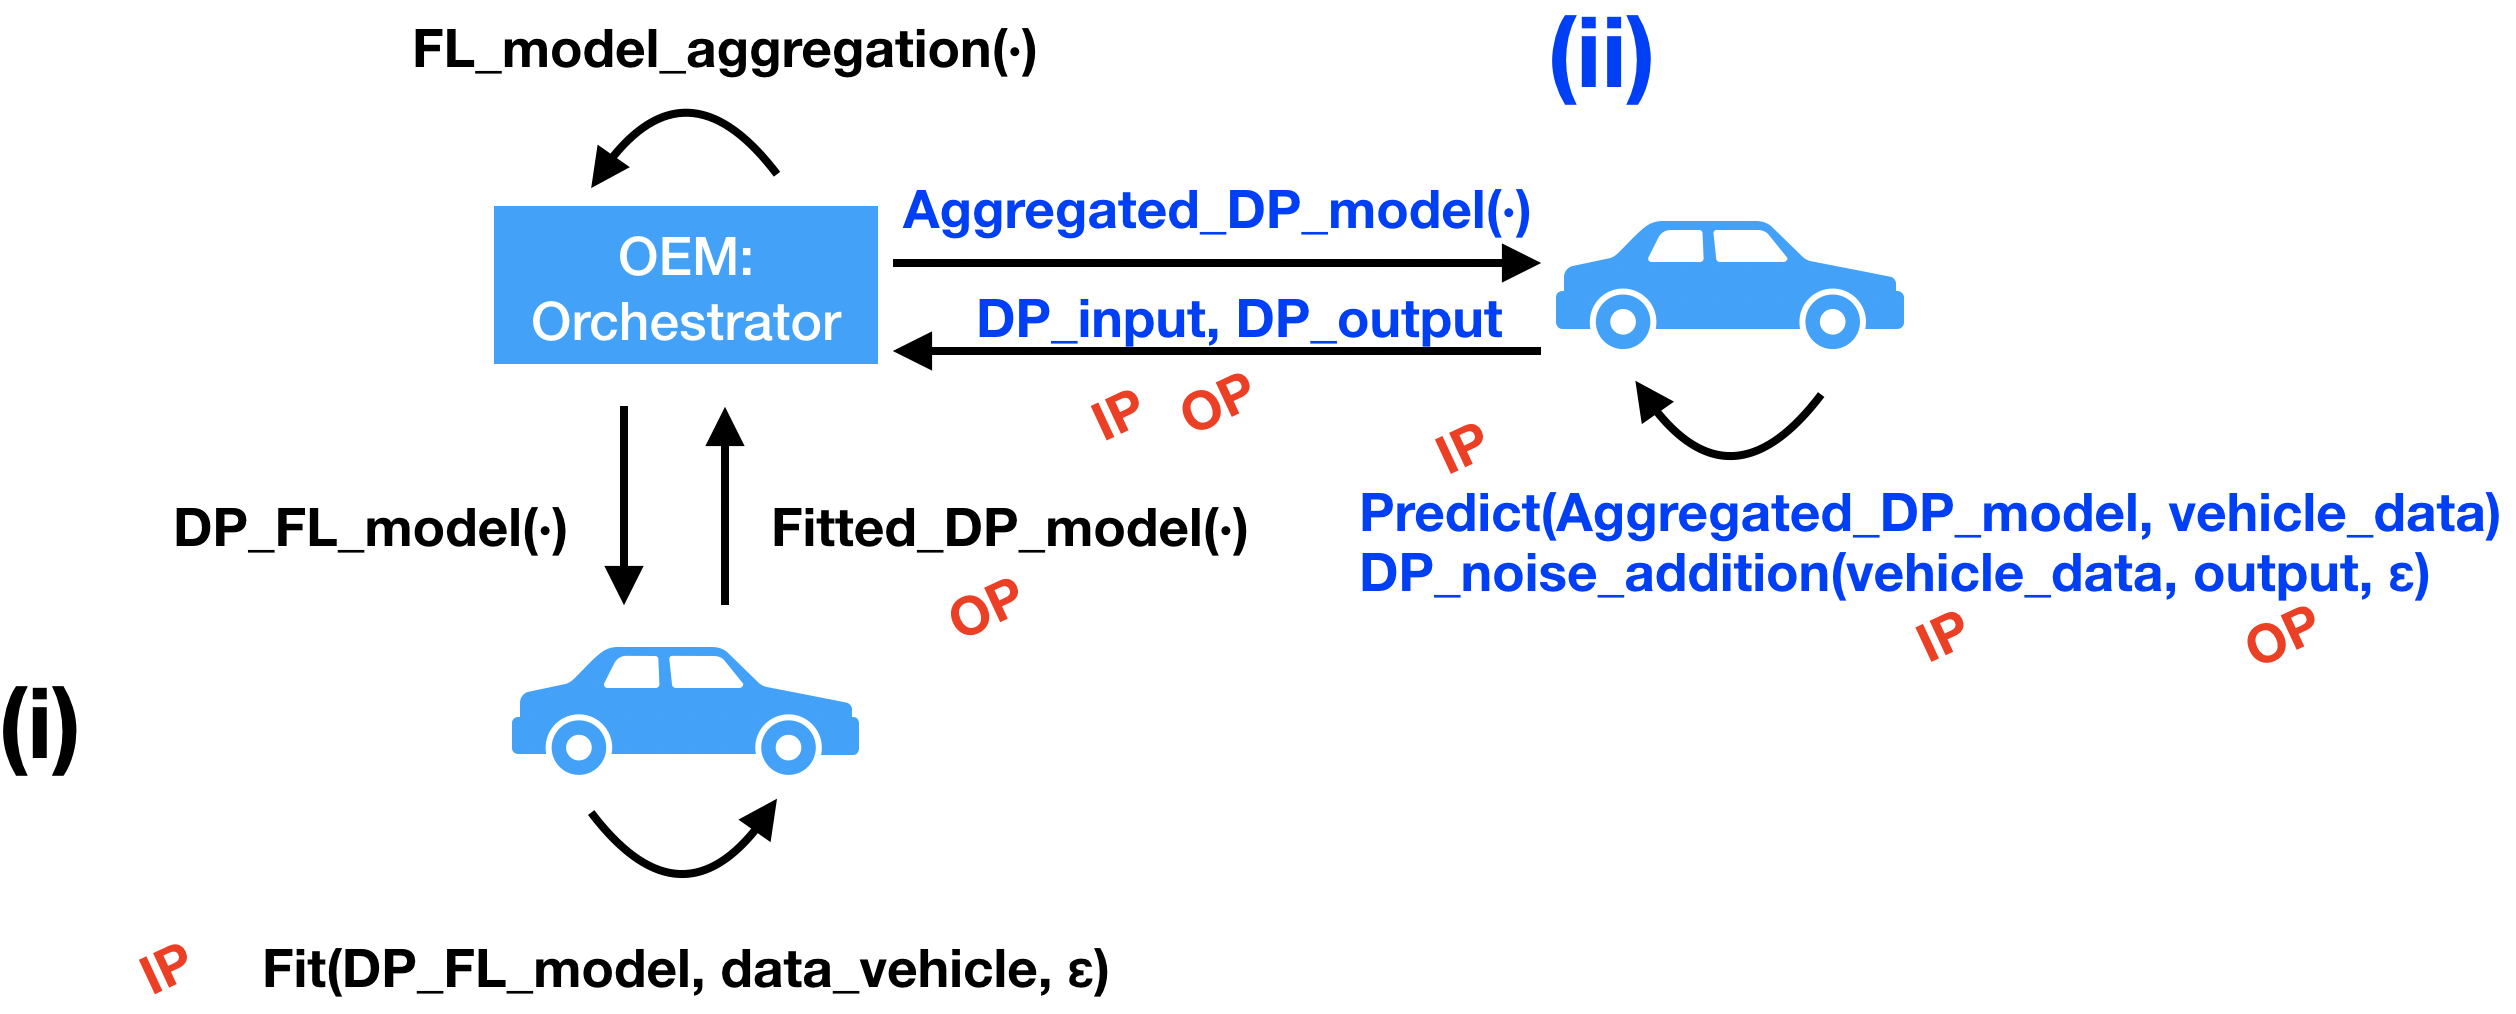 FL_model_aggregation(·)
(ii)
Aggregated_DP_model(·)
OEM:
Orchestrator
DP_input, DP_output
IP
OP
IP
DP_FL_model(·)
Fitted_DP_model(·)
OP
Predict(Aggregated_DP_model, vehicle_data)
DP_noise_addition(vehicle_data, output, ε)
IP
OP
(i)
IP
Fit(DP_FL_model, data_vehicle, ε)